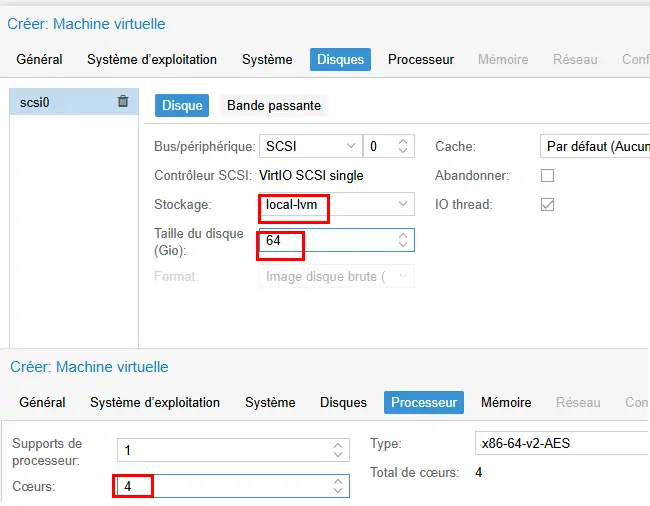 Créer: Machine virtuelle
Général Système d'exploitation Système Disques Processeur Mémoire Réseau Conf
scsi0
Disque Bande passante
Bus/périphérique: SCSI 0 Cache: Par défaut (Aucun
Contrôleur SCSI: VirtIO SCSI single Abandonner:
Stockage: local-lvm IO thread:
Taille du disque
(Gio): 64
Format: Image disque brute (
Créer: Machine virtuelle
Général Système d'exploitation Système Disques Processeur Mémoire Réseau Con
Supports de
processeur: 1 Type: x86-64-v2-AES
Cœurs: 4 Total de cœurs: 4